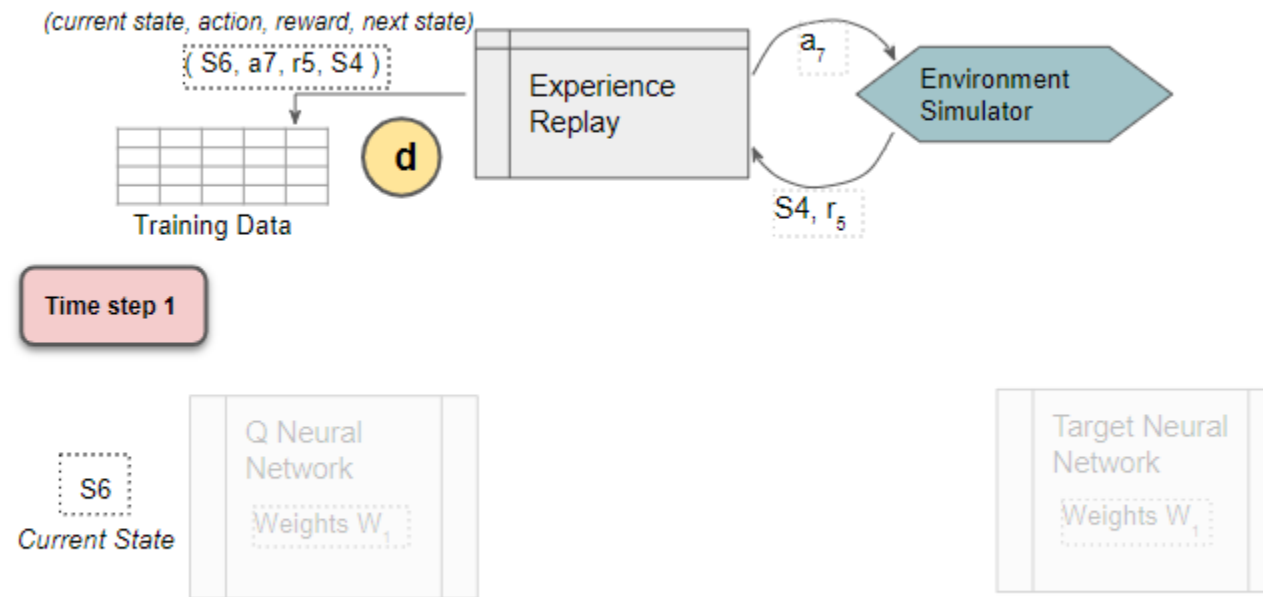 (current state, action, reward, next state)
( S6, a7, r5, S4 )
d
Experience
Replay
a7
Environment
Simulator
S4, r5
Training Data
Time step 1
Q Neural
Network
Weights W1
Target Neural
Network
Weights W1
S6
Current State